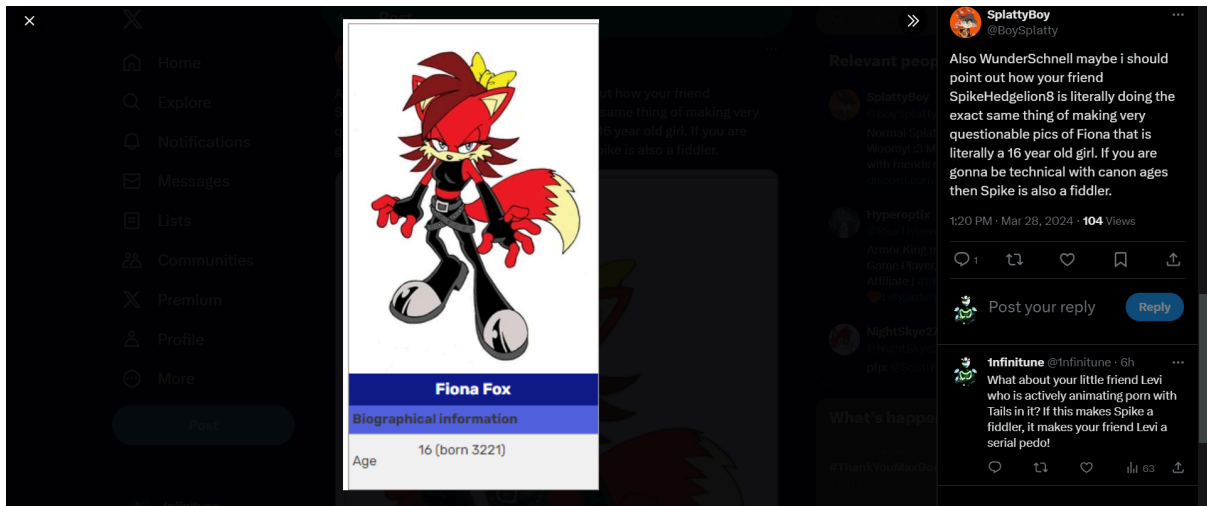 Home
Explore
Notifications
Messages
Lists
Communities
Premium
Profile
More
Post
Fiona Fox
Biographical information
Age
16 (born 3221)
Relevant peop
SplattyBoy
Hyperoptix
NightSkye27
What's happe
SplattyBoy
@BoySplatty
Also WunderSchnell maybe i should
point out how your friend
SpikeHedgelion8 is literally doing the
exact same thing of making very
questionable pics of Fiona that is
literally a 16 year old girl. If you are
gonna be technical with canon ages
then Spike is also a fiddler.
1:20 PM · Mar 28, 2024 · 104 Views
1
Post your reply
Reply
1nfinitune @1nfinitune · 6h
What about your little friend Levi
who is actively animating porn with
Tails in it? If this makes Spike a
fiddler, it makes your friend Levi a
serial pedo!
63